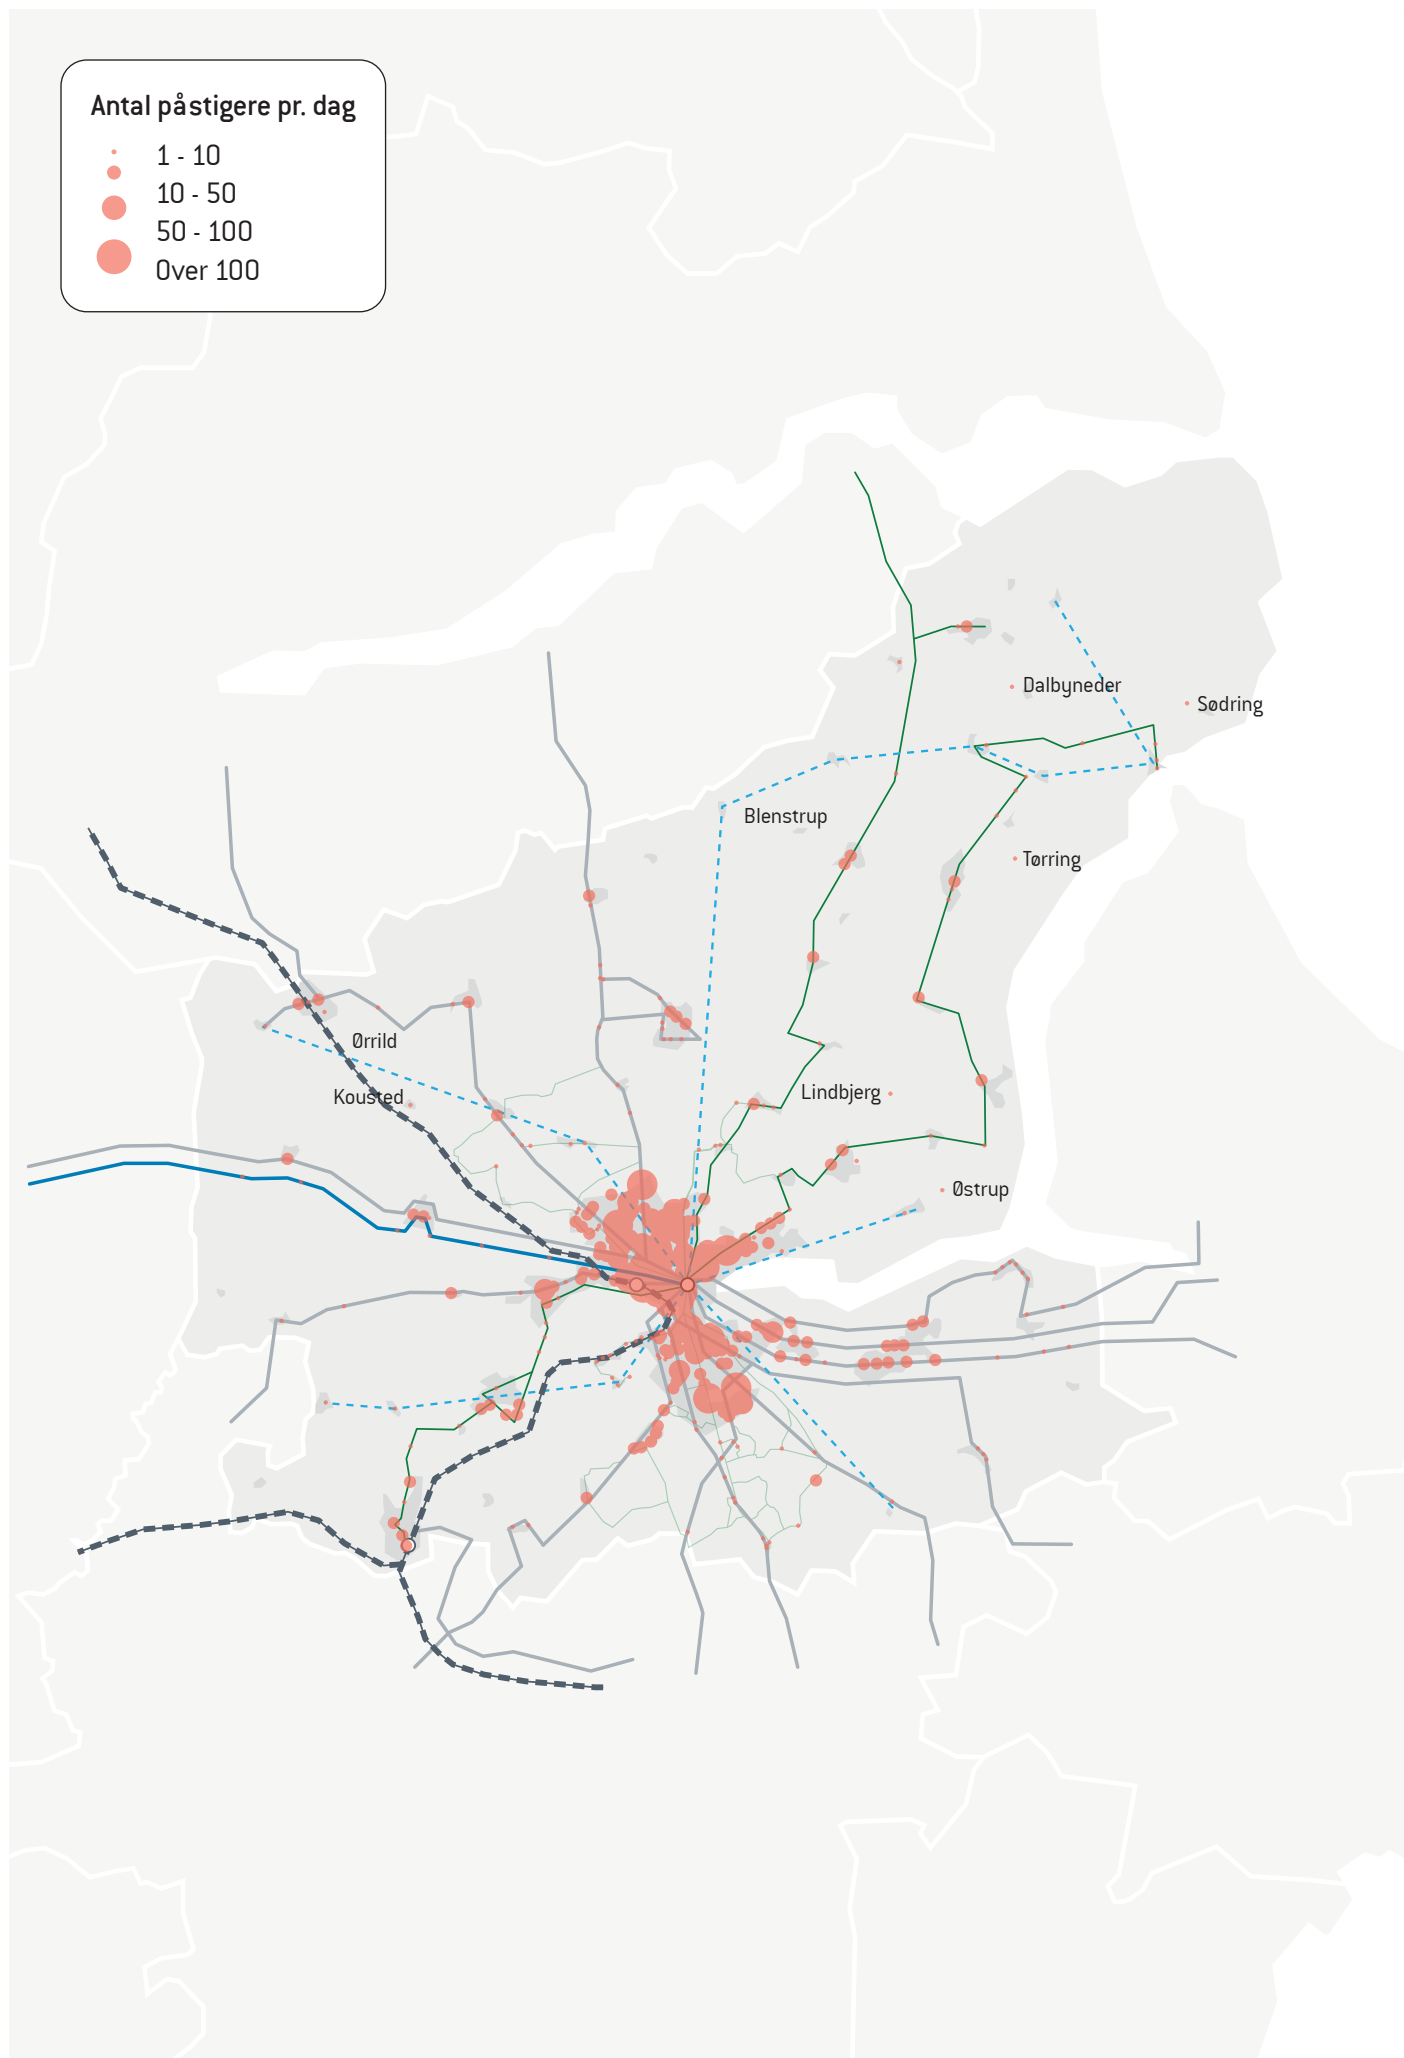 Antal påstigere pr. dag
1 - 10
10 - 50
50 - 100
Over 100
Dalbyneder
Sødring
Blenstrup
Tørring
Ørrild
Kousted
Lindbjerg
Østrup